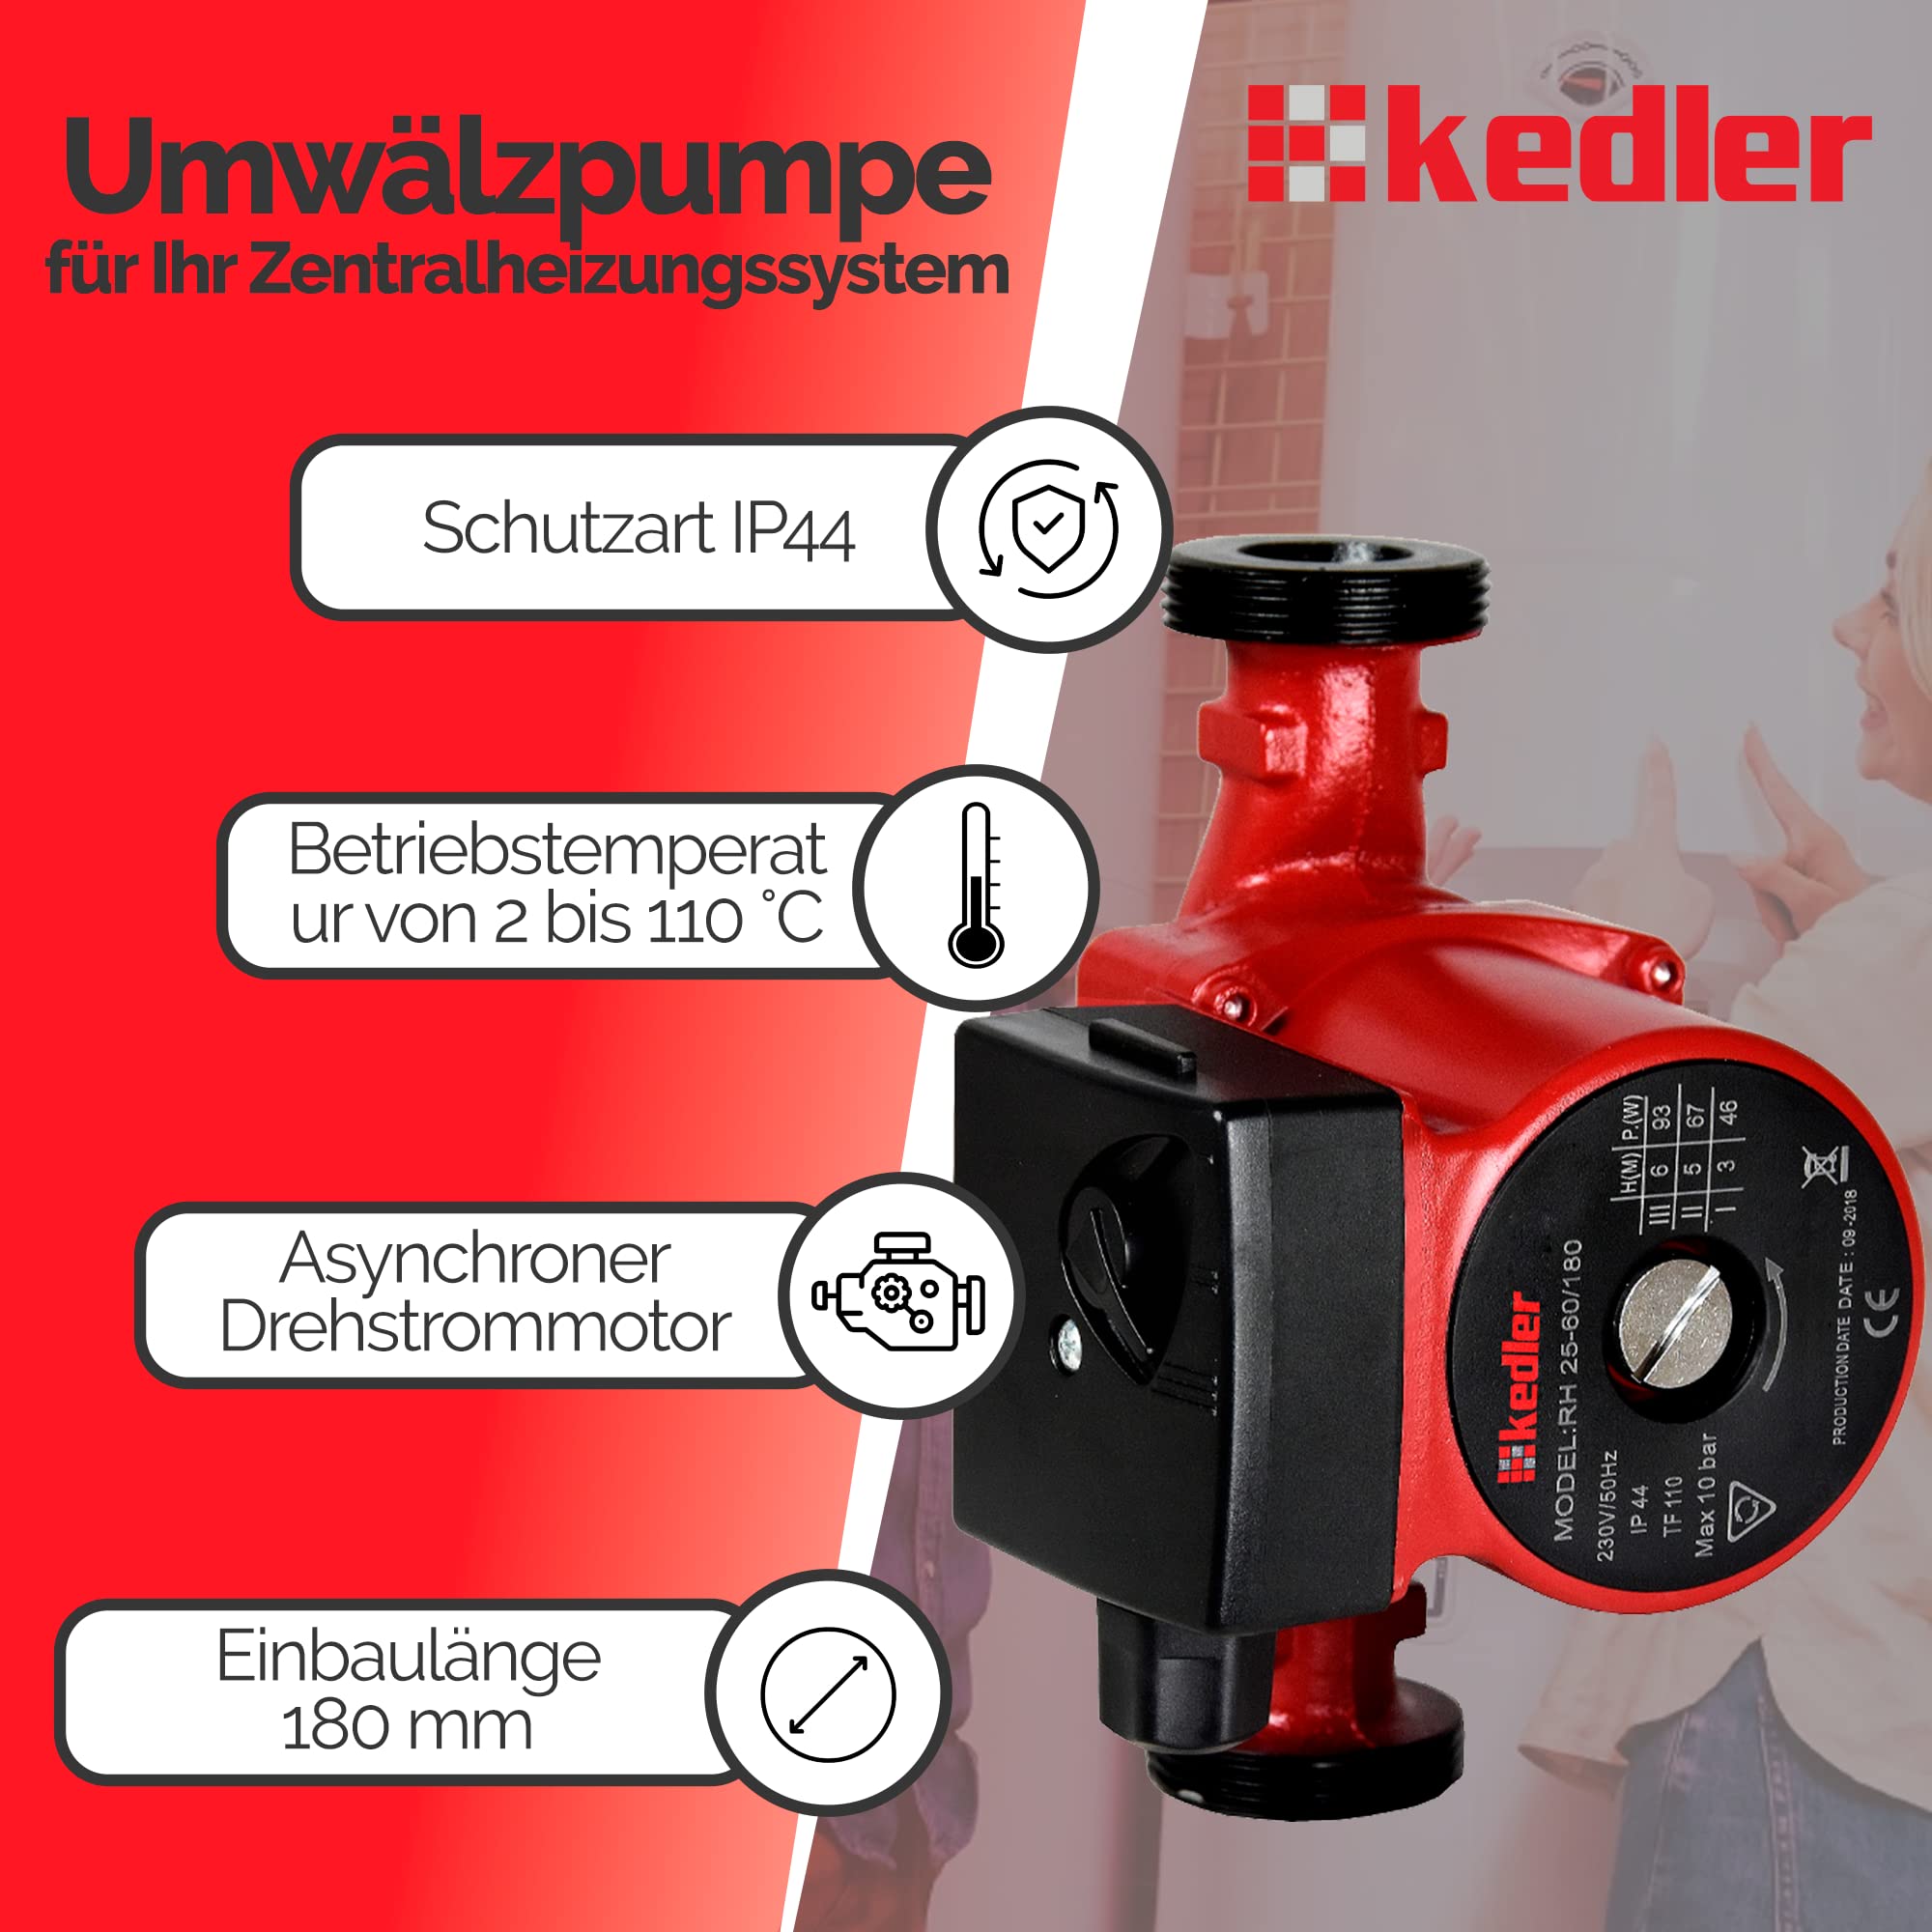 Umwälzpumpe
für Ihr Zentralheizungssystem
kedler
Schutzart IP44
Betriebstemperat
ur von 2 bis 110 °C
Asynchroner
Drehstrommotor
Einbaulänge
180 mm
kedler
MODEL:RH 25-60/180
230V/50Hz
IP 44
TF 110
Max 10 bar
H(M) P.(W)
III 6 93
II 5 67
I 3 46
PRODUCTION DATE : 09-2018
CE